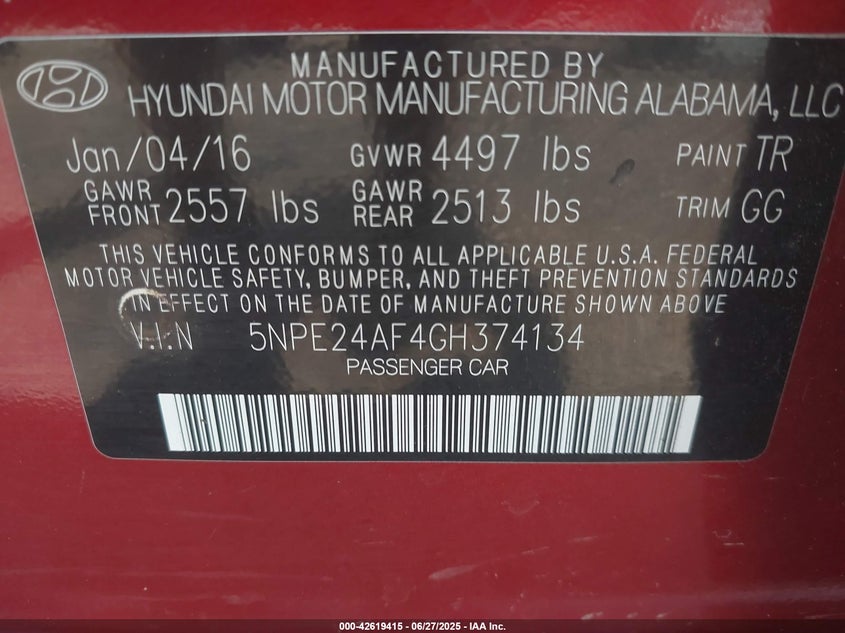 MANUFACTURED BY
HYUNDAI MOTOR MANUFACTURING ALABAMA, LLC
Jan/04/16 GVWR 4497 lbs PAINT TR
GAWR FRONT 2557 lbs GAWR REAR 2513 lbs TRIM GG
THIS VEHICLE CONFORMS TO ALL APPLICABLE U.S.A. FEDERAL
MOTOR VEHICLE SAFETY, BUMPER, AND THEFT PREVENTION STANDARDS
IN EFFECT ON THE DATE OF MANUFACTURE SHOWN ABOVE
V.I.N 5NPE24AF4GH374134
PASSENGER CAR
000-42619415 - 06/27/2025 - IAA Inc.